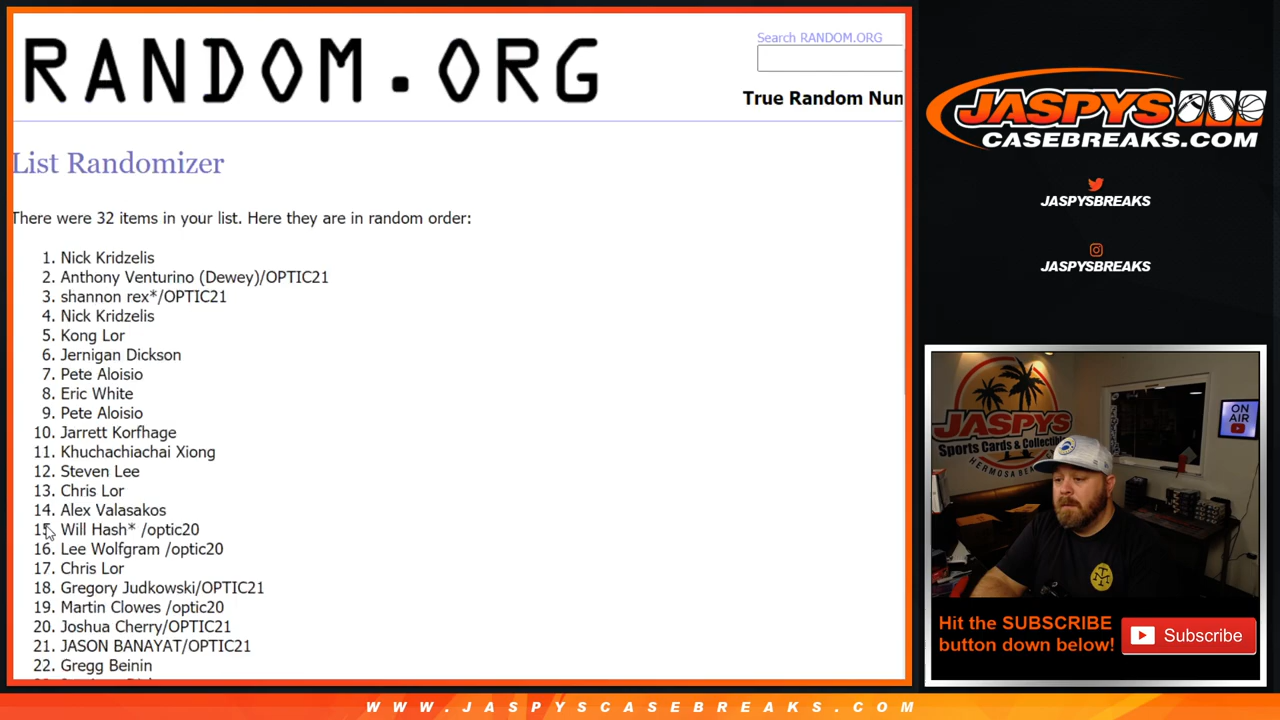 RANDOM.ORG
Search RANDOM.ORG
True Random Num
List Randomizer
There were 32 items in your list. Here they are in random order:
1. Nick Kridzelis
2. Anthony Venturino (Dewey)/OPTIC21
3. shannon rex*/OPTIC21
4. Nick Kridzelis
5. Kong Lor
6. Jernigan Dickson
7. Pete Aloisio
8. Eric White
9. Pete Aloisio
10. Jarrett Korfhage
11. Khuchachiachai Xiong
12. Steven Lee
13. Chris Lor
14. Alex Valasakos
15. Will Hash* /optic20
16. Lee Wolfgram /optic20
17. Chris Lor
18. Gregory Judkowski/OPTIC21
19. Martin Clowes /optic20
20. Joshua Cherry/OPTIC21
21. JASON BANAYAT/OPTIC21
22. Gregg Beinin
JASPYS
CASEBREAKS.COM
JASPYSBREAKS
JASPYSBREAKS
JASPYS
Sports Cards & Collectibles
HERMOSA BEACH
ON
AIR
Hit the SUBSCRIBE
button down below!
Subscribe
WWW.JASPYSCASEBREAKS.COM